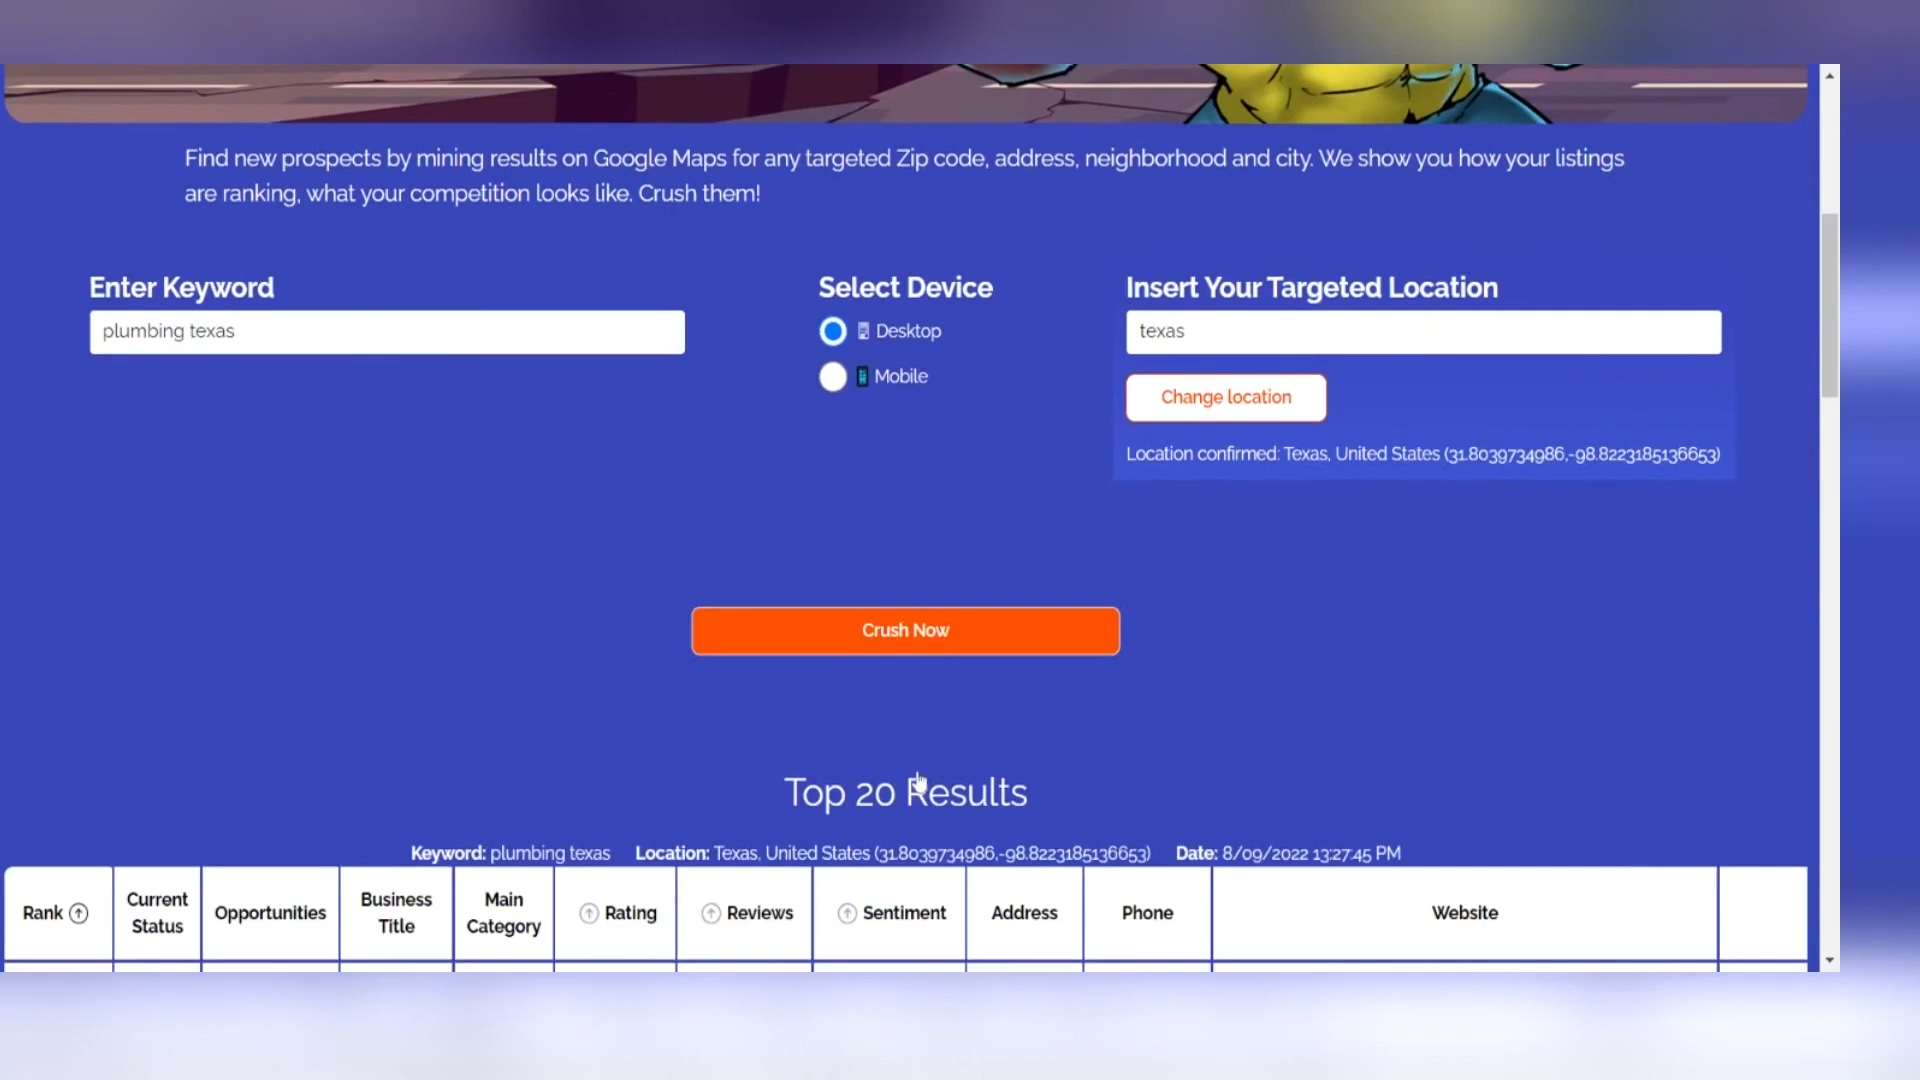 Find new prospects by mining results on Google Maps for any targeted Zip code, address, neighborhood and city. We show you how your listings
are ranking, what your competition looks like. Crush them!
Enter Keyword
plumbing texas
Select Device
Desktop
Mobile
Insert Your Targeted Location
texas
Change location
Location confirmed: Texas, United States (31.8039734986,-98.8223185136653)
Crush Now
Top 20 Results
Keyword: plumbing texas Location: Texas, United States (31.8039734986,-98.8223185136653) Date: 8/09/2022 13:27:45 PM
Rank
Current
Status
Opportunities
Business
Title
Main
Category
Rating
Reviews
Sentiment
Address
Phone
Website